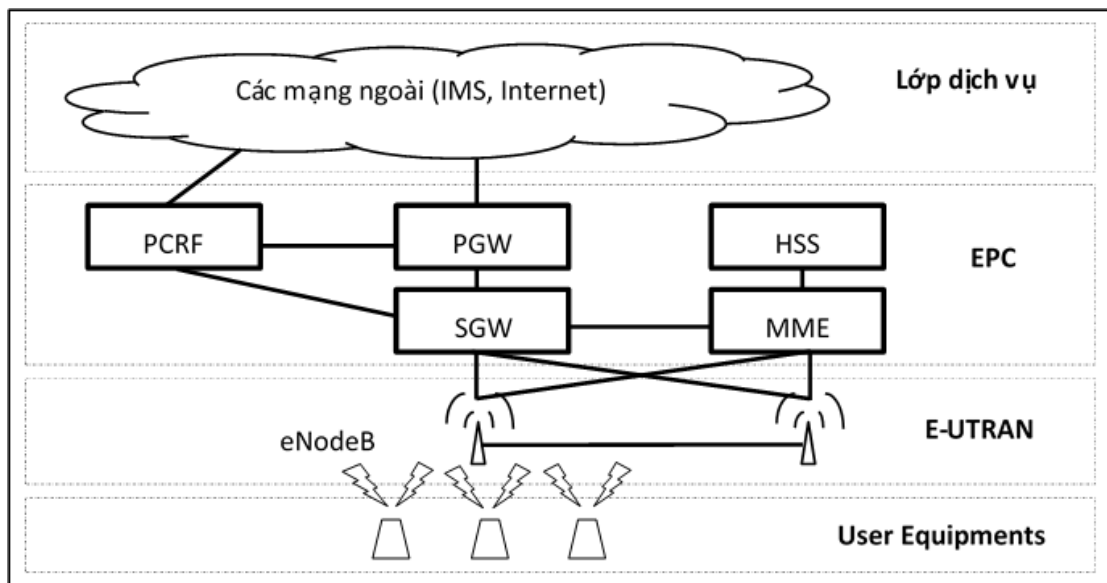 Các mạng ngoài (IMS, Internet)
Lớp dịch vụ
PCRF
PGW
HSS
EPC
SGW
MME
eNodeB
E-UTRAN
User Equipments